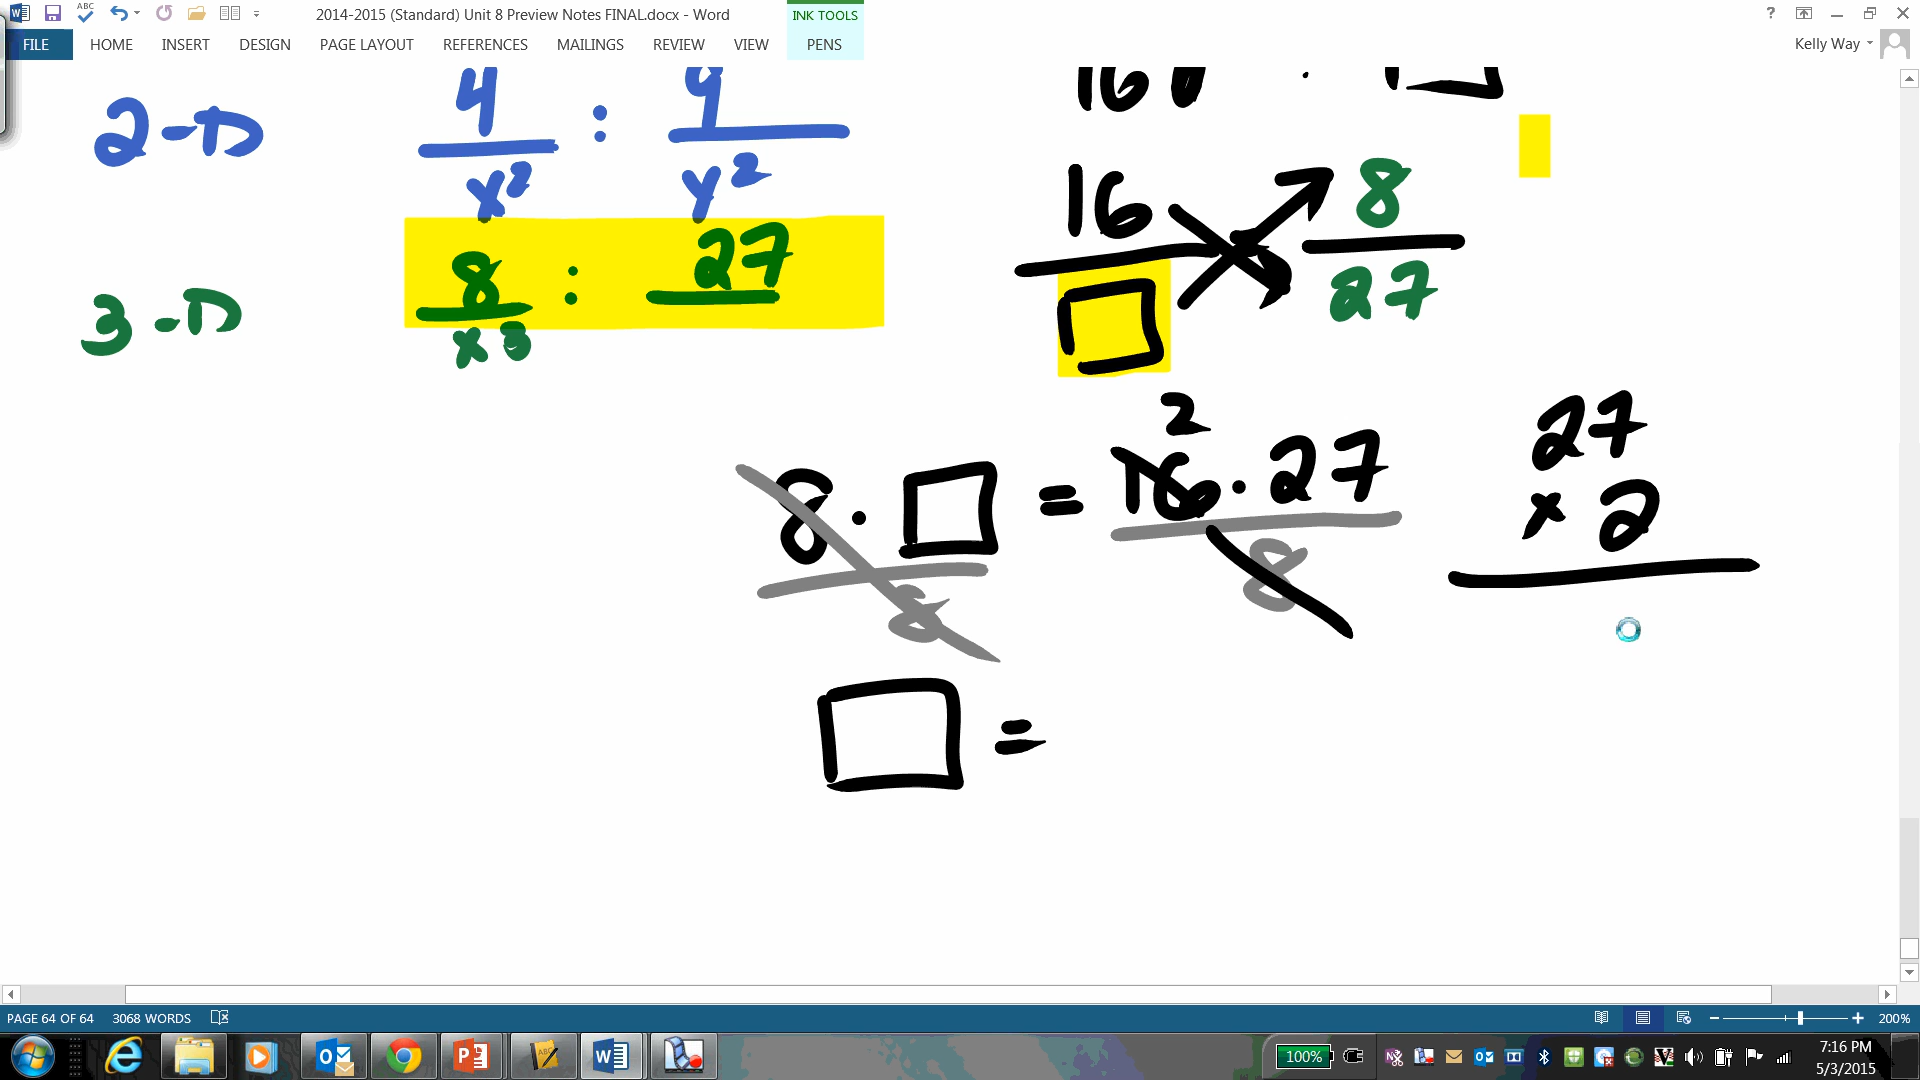 2014-2015 (Standard) Unit 8 Preview Notes FINAL.docx - Word
INK TOOLS
FILE HOME INSERT DESIGN PAGE LAYOUT REFERENCES MAILINGS REVIEW VIEW PENS
Kelly Way
2-D
4 : 9
x² y²
3-D
8 : 27
x³
16 8
27
8 · □ = 16 · 27
2
8 8
27
x 2
□ =
PAGE 64 OF 64 3068 WORDS
200%
100%
7:16 PM
5/3/2015